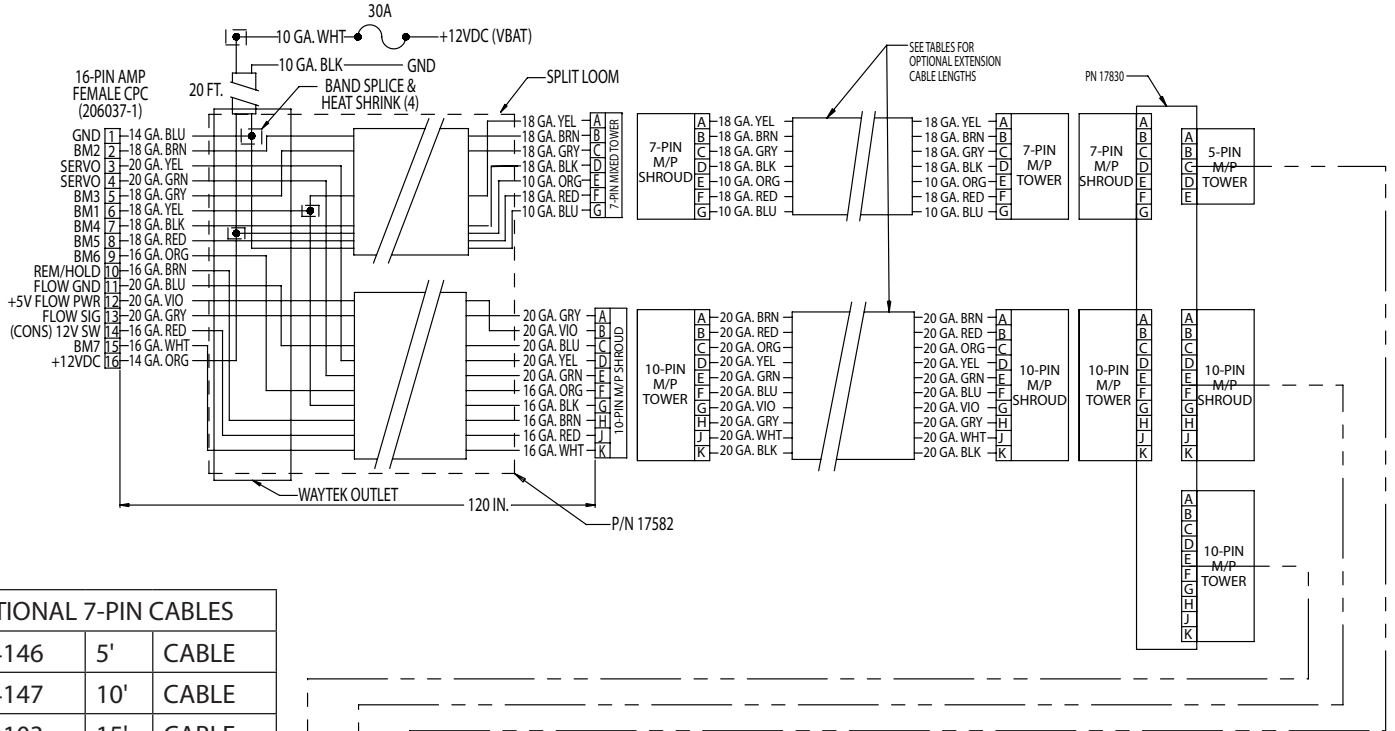 30A
10 GA. WHT
+12VDC (VBAT)
10 GA. BLK
GND
16-PIN AMP
FEMALE CPC
(206037-1)
20 FT.
BAND SPLICE &
HEAT SHRINK (4)
SPLIT LOOM
SEE TABLES FOR
OPTIONAL EXTENSION
CABLE LENGTHS
PN 17830
GND 1 14 GA. BLU
BM2 2 18 GA. BRN
SERVO 3 20 GA. YEL
SERVO 4 20 GA. GRN
BM3 5 18 GA. GRY
BM1 6 18 GA. YEL
BM4 7 18 GA. BLK
BM5 8 18 GA. RED
BM6 9 16 GA. ORG
REM/HOLD 10 16 GA. BRN
FLOW GND 11 20 GA. BLU
+5V FLOW PWR 12 20 GA. VIO
FLOW SIG 13 20 GA. GRY
(CONS) 12V SW 14 16 GA. RED
BM7 15 16 GA. WHT
+12VDC 16 14 GA. ORG
18 GA. YEL A
18 GA. BRN B
18 GA. GRY C
18 GA. BLK D
10 GA. ORG E
18 GA. RED F
10 GA. BLU G
7-PIN MIXED TOWER
7-PIN
M/P
SHROUD
A 18 GA. YEL
B 18 GA. BRN
C 18 GA. GRY
D 18 GA. BLK
E 10 GA. ORG
F 18 GA. RED
G 10 GA. BLU
18 GA. YEL A
18 GA. BRN B
18 GA. GRY C
18 GA. BLK D
10 GA. ORG E
18 GA. RED F
10 GA. BLU G
7-PIN
M/P
TOWER
7-PIN
M/P
SHROUD
A
B
C
D
E
F
G
A
B
C
D
E
5-PIN
M/P
TOWER
20 GA. GRY A
20 GA. VIO B
20 GA. BLU C
20 GA. YEL D
20 GA. GRN E
16 GA. ORG F
16 GA. BLK G
16 GA. BRN H
16 GA. RED J
16 GA. WHT K
10-PIN M/P SHROUD
10-PIN
M/P
TOWER
A 20 GA. BRN
B 20 GA. RED
C 20 GA. ORG
D 20 GA. YEL
E 20 GA. GRN
F 20 GA. BLU
G 20 GA. VIO
H 20 GA. GRY
J 20 GA. WHT
K 20 GA. BLK
20 GA. BRN A
20 GA. RED B
20 GA. ORG C
20 GA. YEL D
20 GA. GRN E
20 GA. BLU F
20 GA. VIO G
20 GA. GRY H
20 GA. WHT J
20 GA. BLK K
10-PIN
M/P
SHROUD
10-PIN
M/P
TOWER
A
B
C
D
E
F
G
H
J
K
A
B
C
D
E
F
G
H
J
K
10-PIN
M/P
SHROUD
A
B
C
D
E
F
G
H
J
K
10-PIN
M/P
TOWER
WAYTEK OUTLET
120 IN.
P/N 17582
TIONAL 7-PIN CABLES
146 5' CABLE
147 10' CABLE
15' CABLE